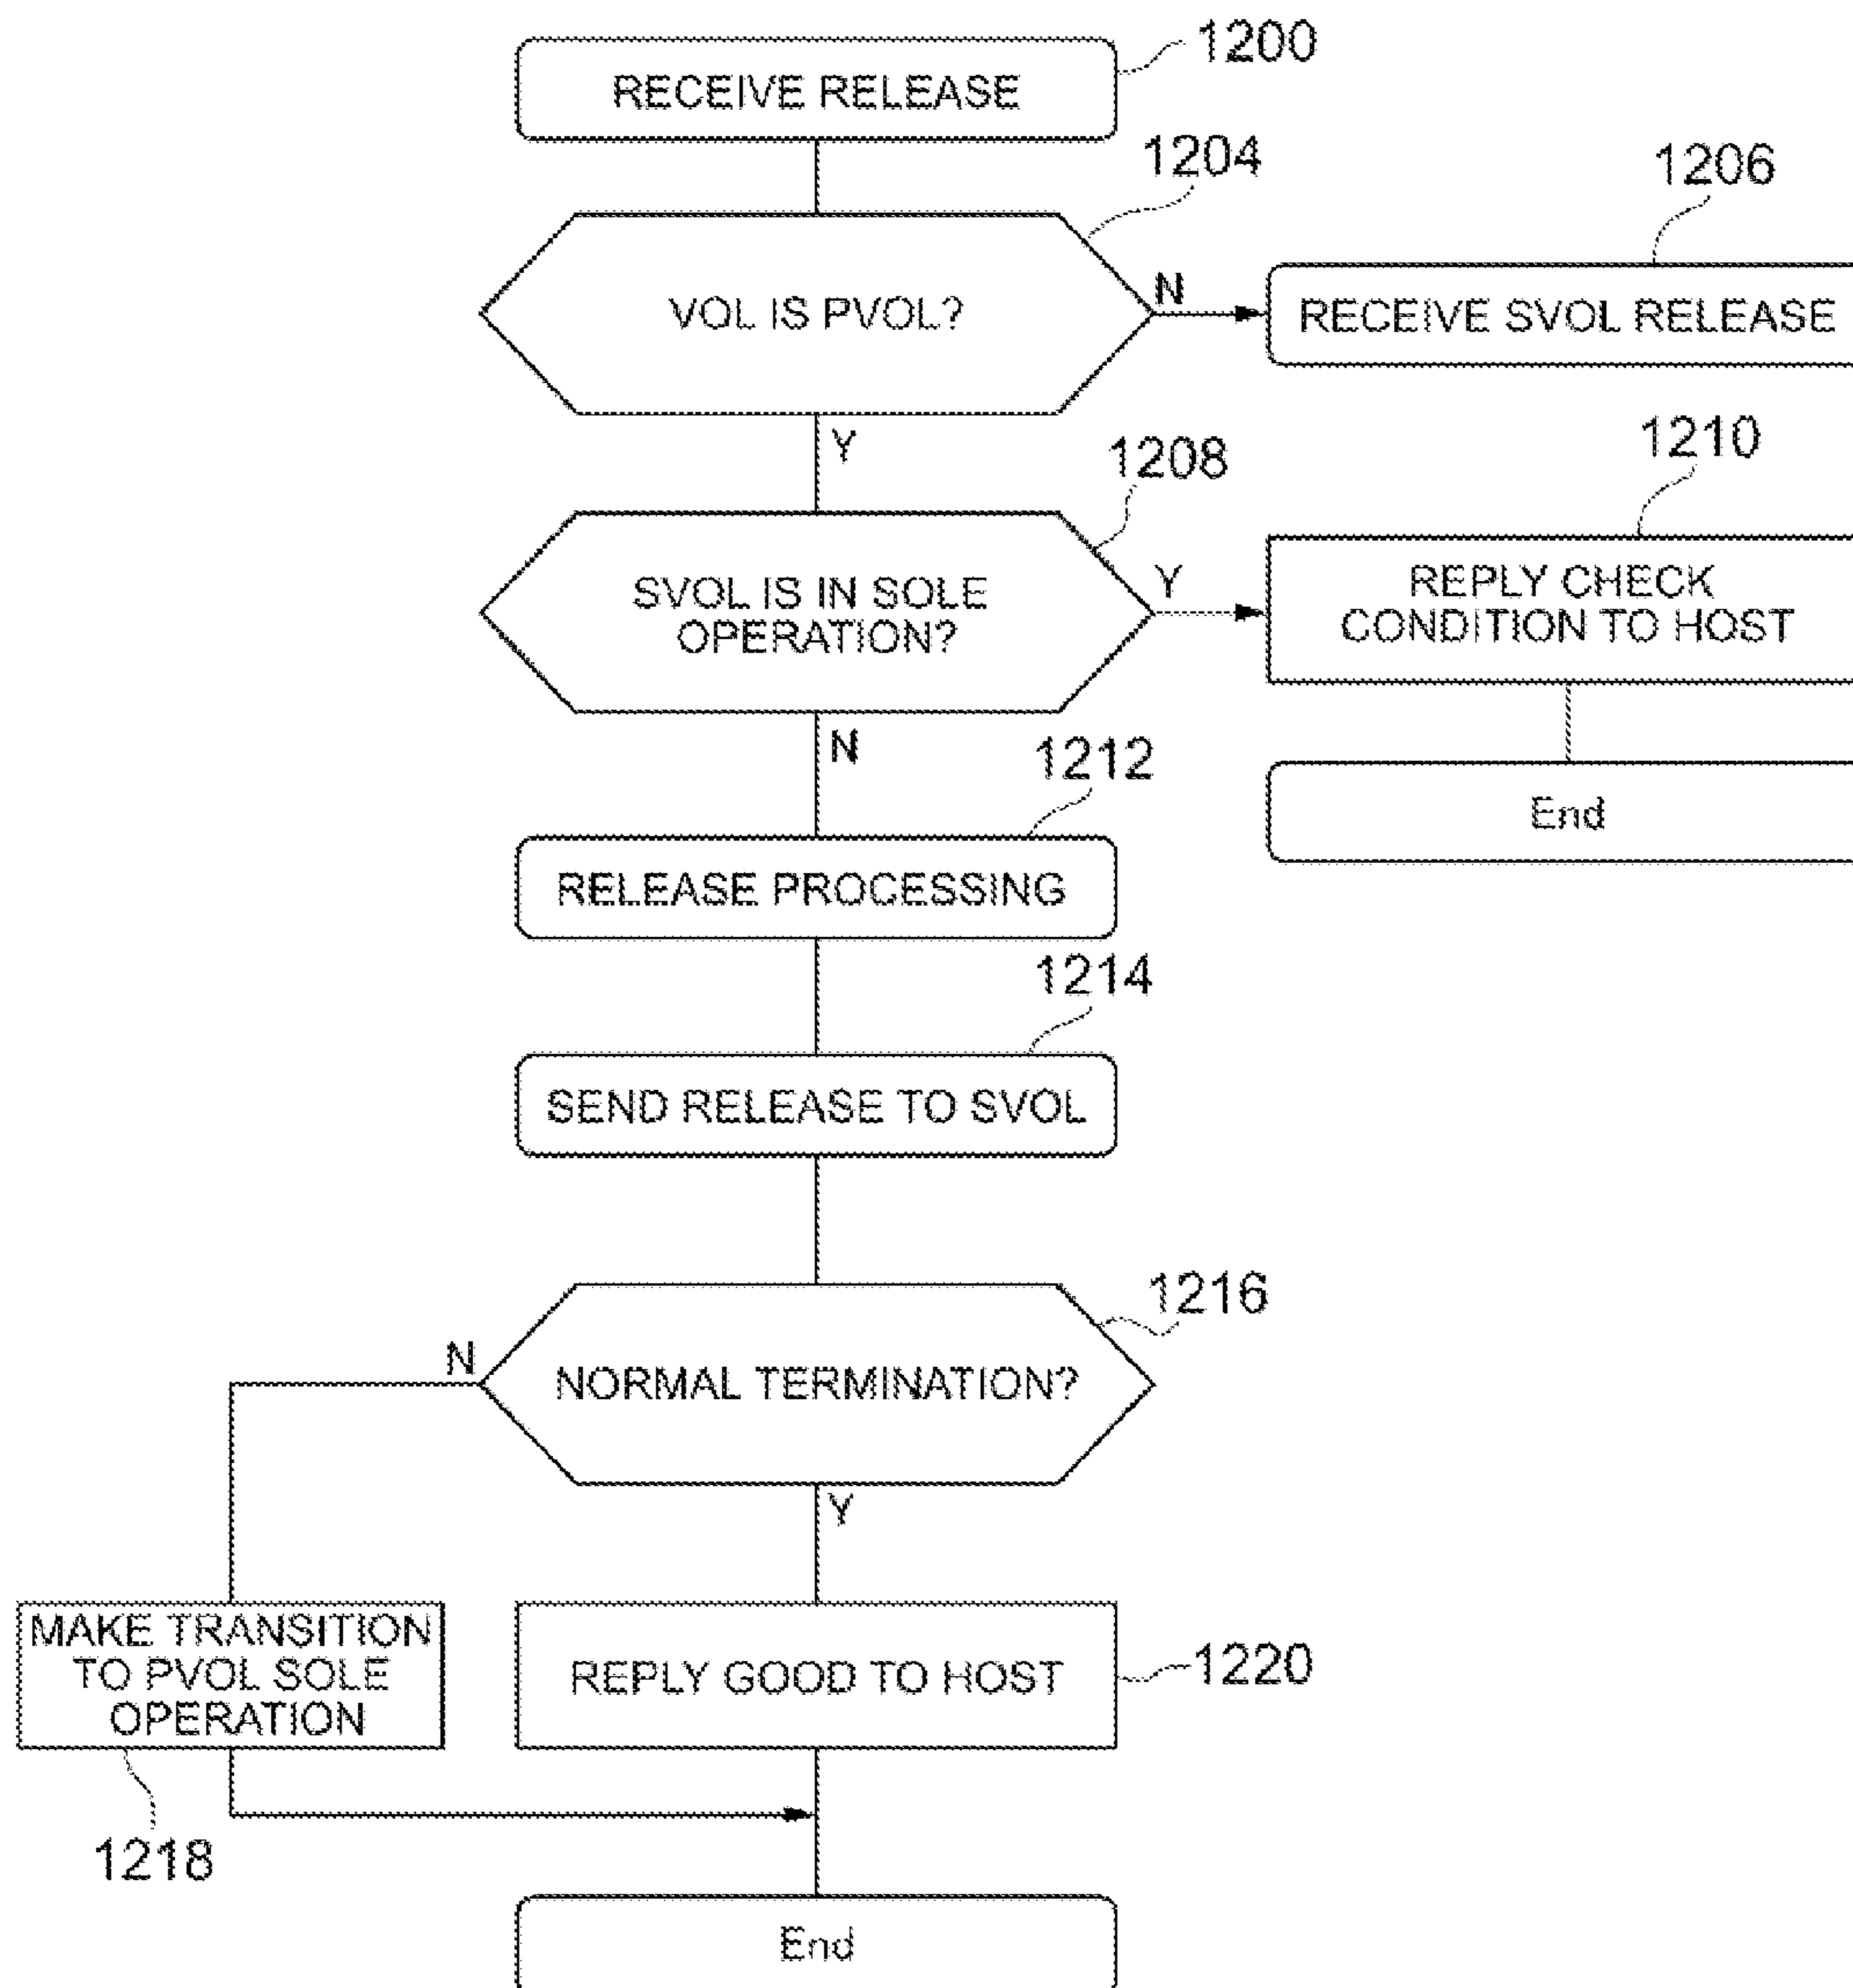 1200
RECEIVE RELEASE
1204
1206
VOL IS PVOL?
N
RECEIVE SVOL RELEASE
Y
1208
1210
SVOL IS IN SOLE
OPERATION?
Y
REPLY CHECK
CONDITION TO HOST
N
1212
End
RELEASE PROCESSING
1214
SEND RELEASE TO SVOL
1216
N
NORMAL TERMINATION?
Y
MAKE TRANSITION
TO PVOL SOLE
OPERATION
REPLY GOOD TO HOST
1220
1218
End